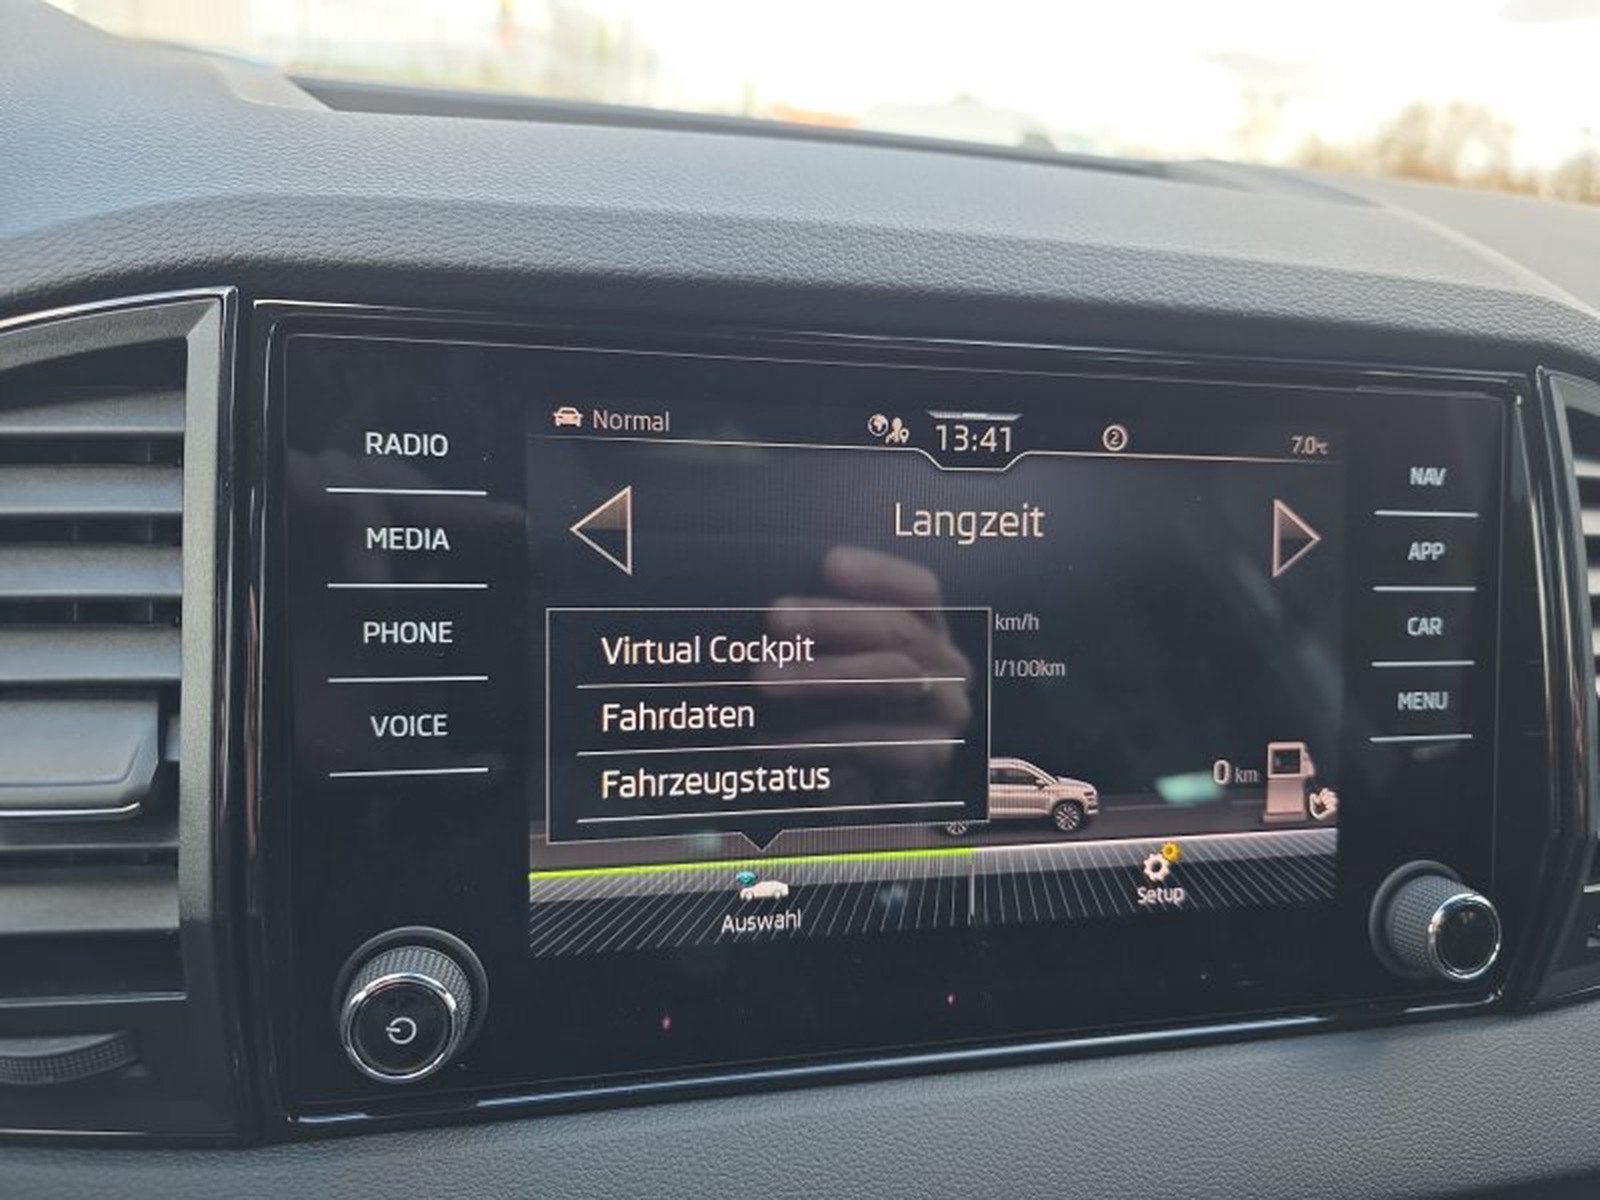 RADIO
MEDIA
PHONE
VOICE
Normal
13:41
2
7.0°C
Langzeit
km/h
l/100km
Virtual Cockpit
Fahrdaten
Fahrzeugstatus
0 km
Auswahl
Setup
NAV
APP
CAR
MENU